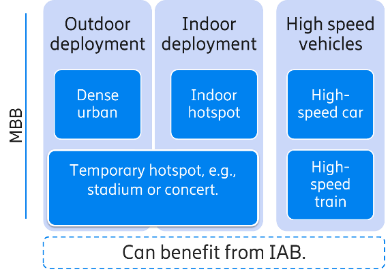 Outdoor
deployment
Indoor
deployment
High speed
vehicles
MBB
Dense
urban
Indoor
hotspot
High-
speed car
Temporary hotspot, e.g.,
stadium or concert.
High-
speed
train
Can benefit from IAB.